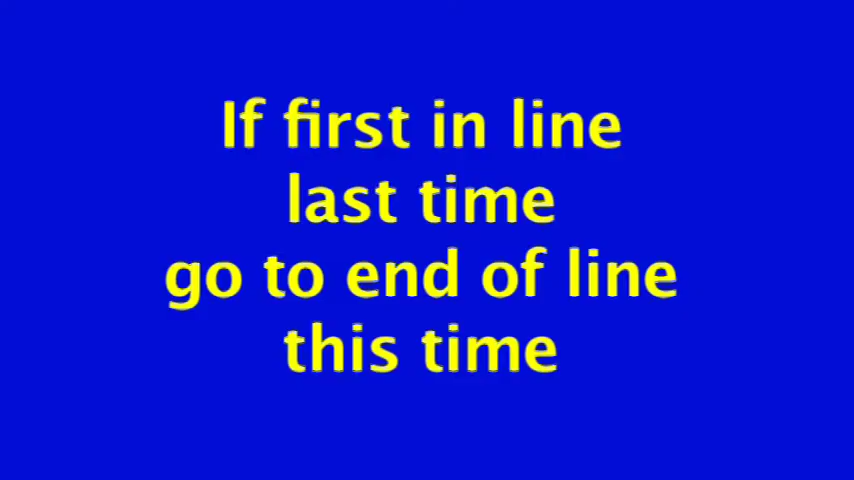 If first in line
last time
go to end of line
this time